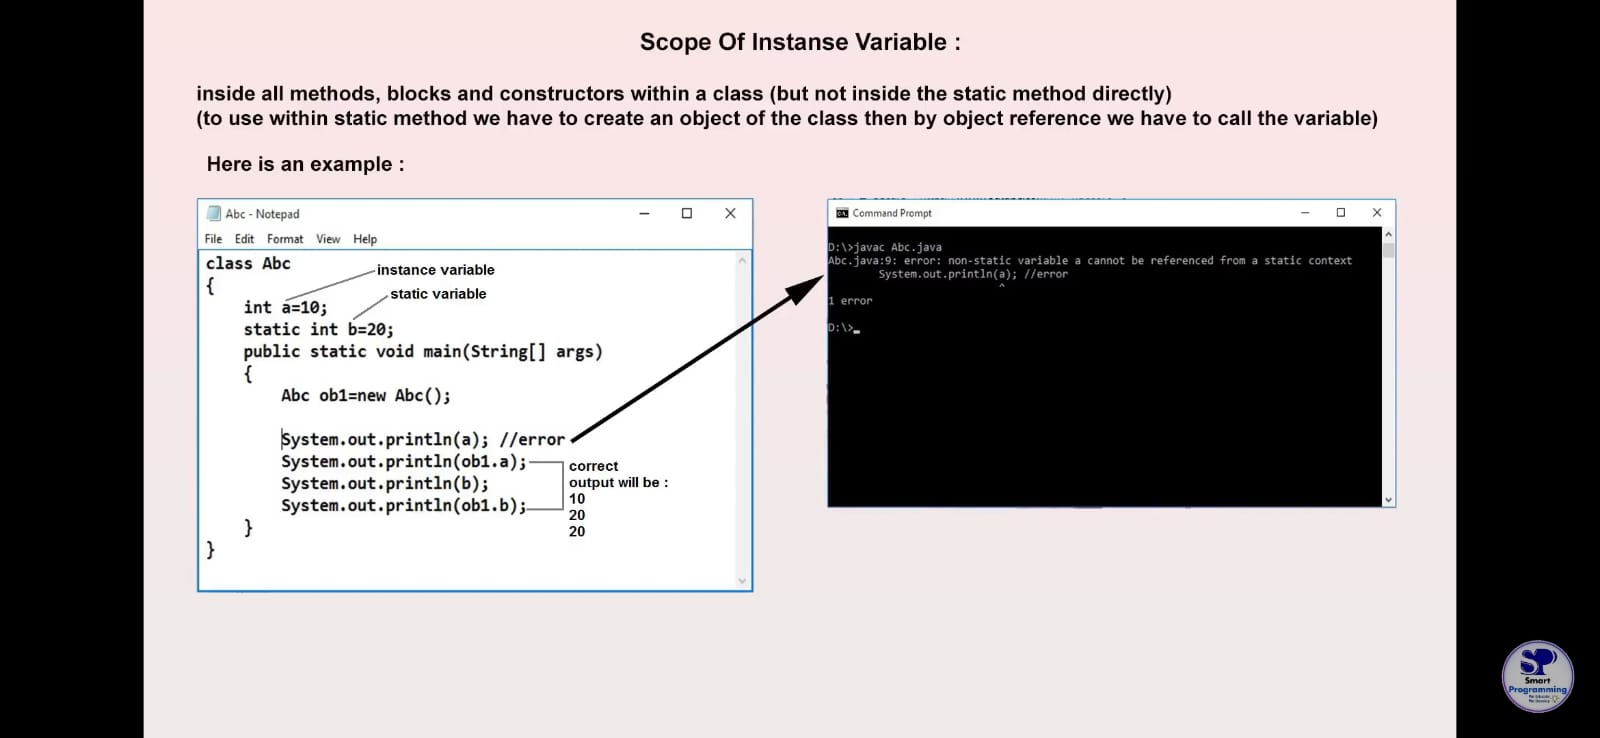 Scope Of Instanse Variable :
inside all methods, blocks and constructors within a class (but not inside the static method directly)
(to use within static method we have to create an object of the class then by object reference we have to call the variable)
Here is an example :
Abc - Notepad
File Edit Format View Help
class Abc
{
instance variable
static variable
int a=10;
static int b=20;
public static void main(String[] args)
{
Abc ob1=new Abc();
System.out.println(a); //error
System.out.println(ob1.a);
System.out.println(b);
System.out.println(ob1.b);
}
}
correct
output will be :
10
20
20
Command Prompt
D:\>javac Abc.java
Abc.java:9: error: non-static variable a cannot be referenced from a static context
System.out.println(a); //error
^
1 error
D:\>_
SP
Smart
Programming